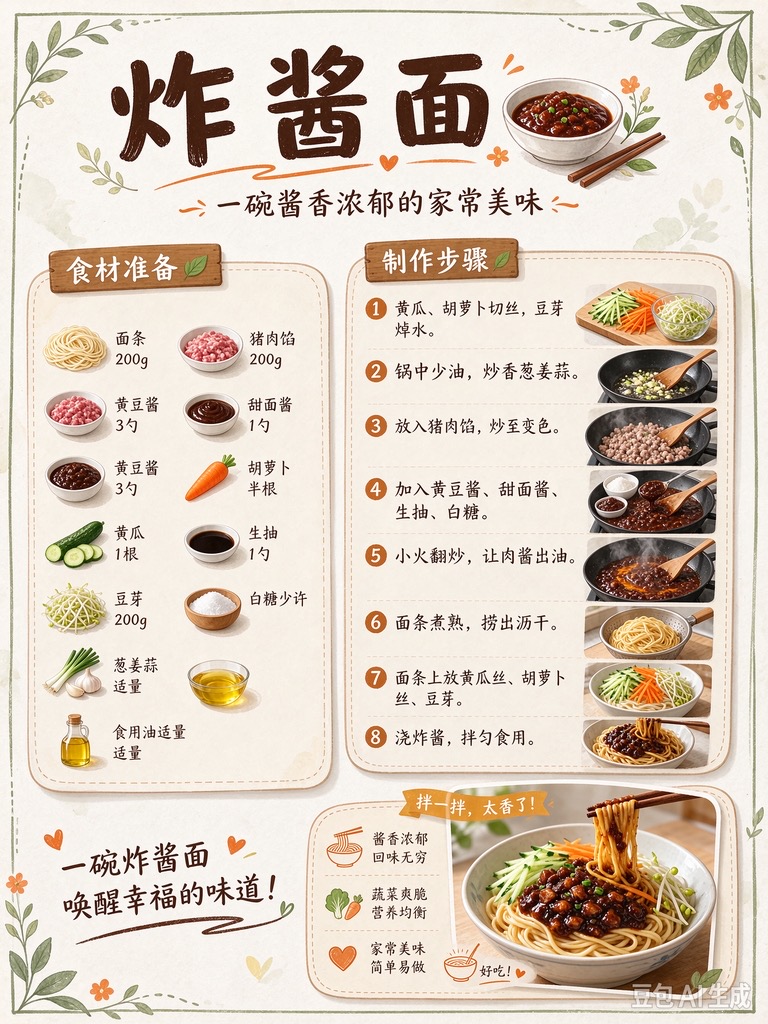 炸酱面
一碗酱香浓郁的家常美味
食材准备
面条
200g
猪肉馅
200g
黄豆酱
3勺
甜面酱
1勺
黄豆酱
3勺
胡萝卜
半根
黄瓜
1根
生抽
1勺
豆芽
200g
白糖少许
葱姜蒜
适量
食用油适量
适量
制作步骤
1 黄瓜、胡萝卜切丝，豆芽
焯水。
2 锅中少油，炒香葱姜蒜。
3 放入猪肉馅，炒至变色。
4 加入黄豆酱、甜面酱、
生抽、白糖。
5 小火翻炒，让肉酱出油。
6 面条煮熟，捞出沥干。
7 面条上放黄瓜丝、胡萝卜
丝、豆芽。
8 浇炸酱，拌匀食用。
一碗炸酱面
唤醒幸福的味道！
拌一拌，太香了！
酱香浓郁
回味无穷
蔬菜爽脆
营养均衡
家常美味
简单易做
好吃！
豆包AI生成